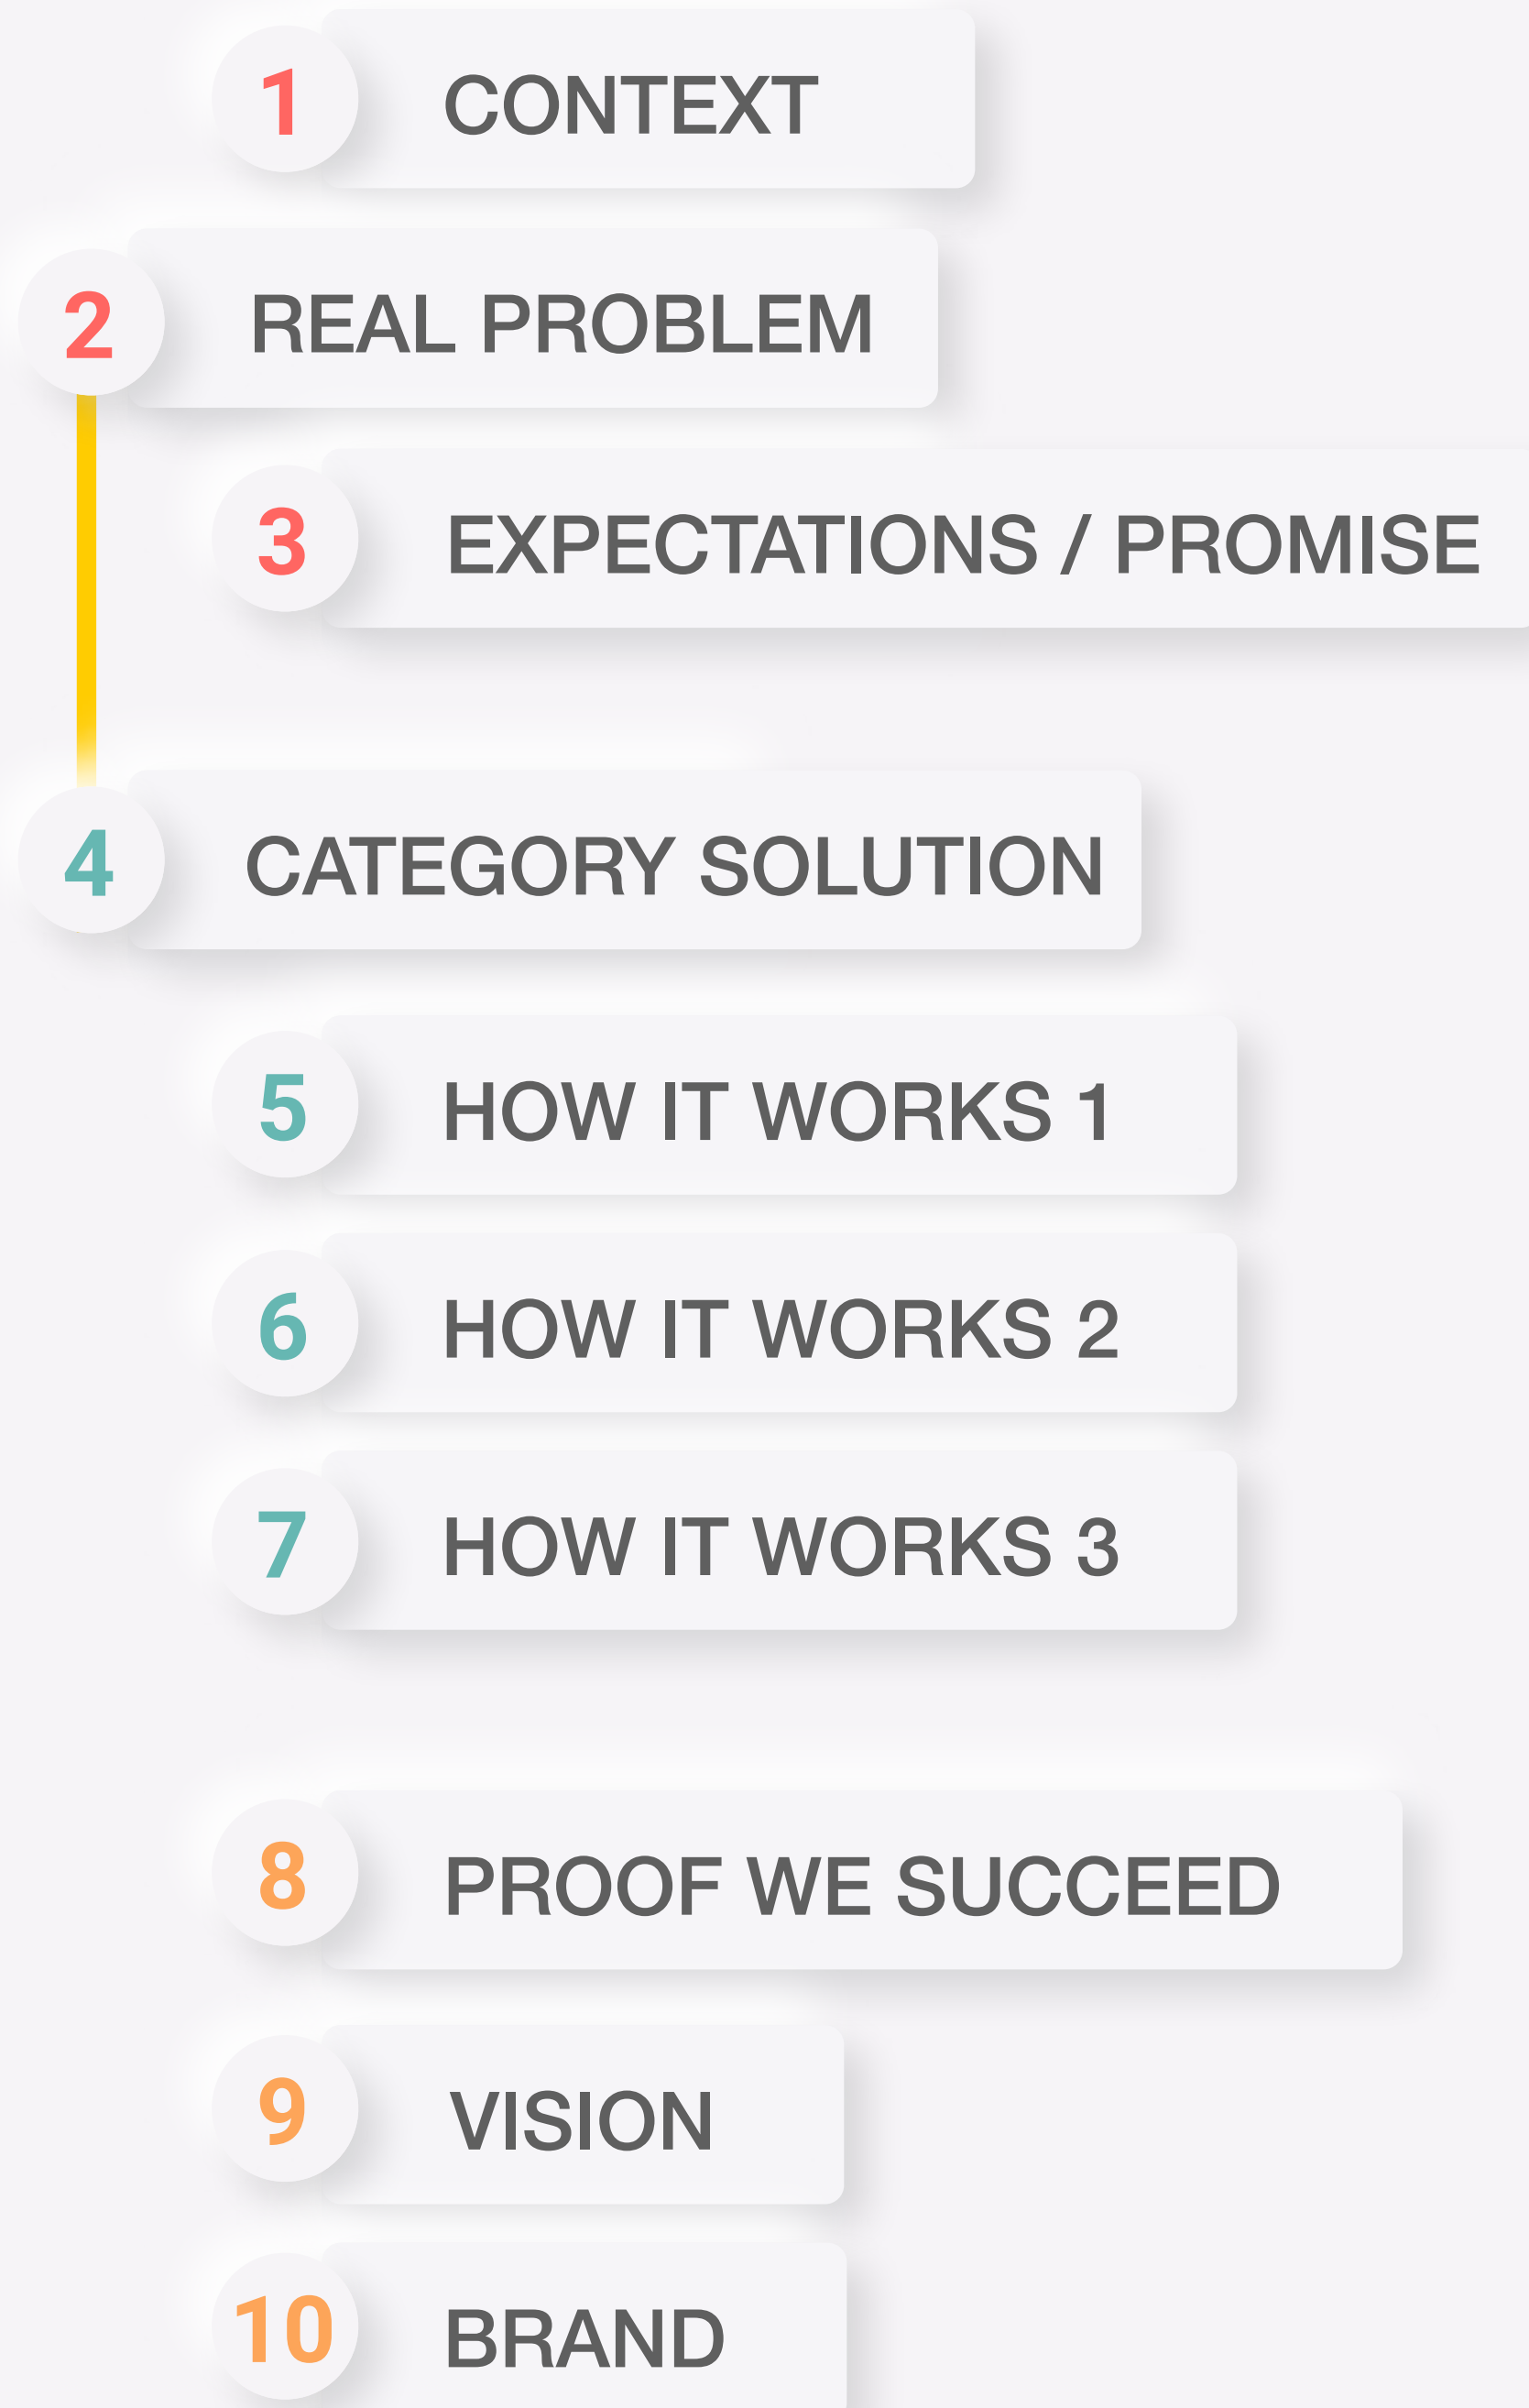 1 CONTEXT
2 REAL PROBLEM
3 EXPECTATIONS / PROMISE
4 CATEGORY SOLUTION
5 HOW IT WORKS 1
6 HOW IT WORKS 2
7 HOW IT WORKS 3
8 PROOF WE SUCCEED
9 VISION
10 BRAND